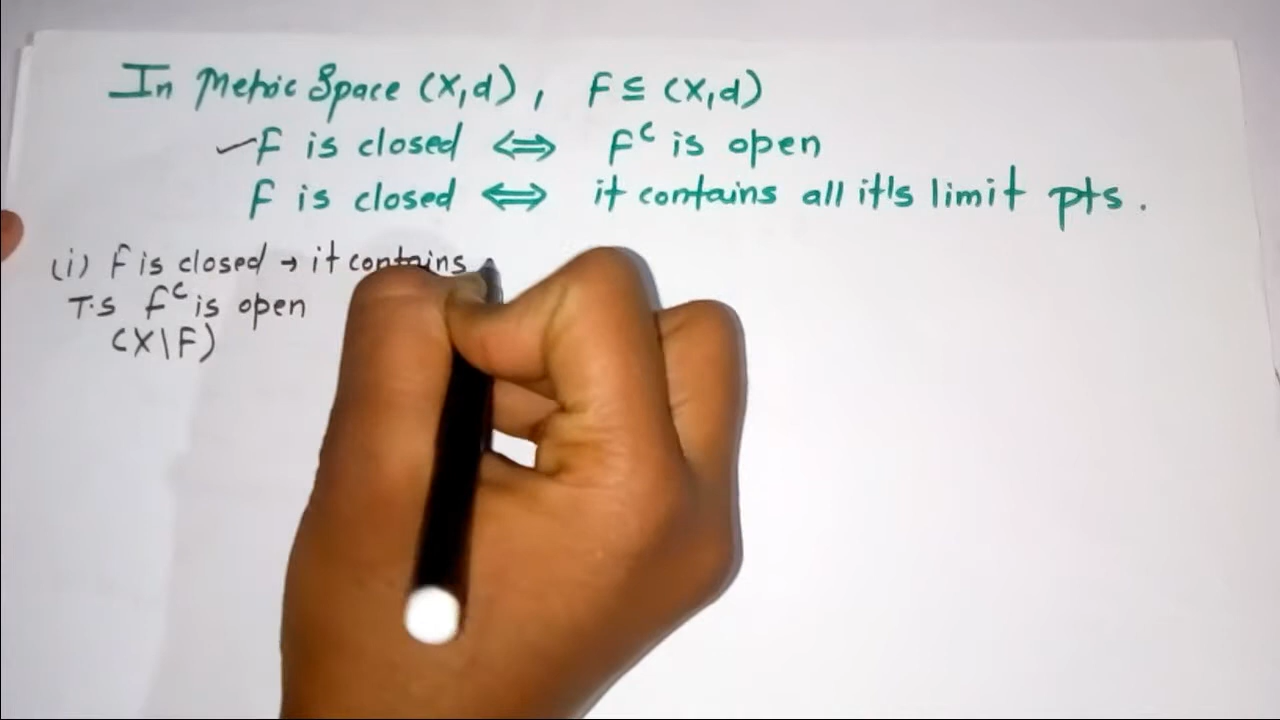 In Metric Space (X,d), F ⊆ (X,d)
F is closed ⇔ F^c is open
F is closed ⇔ it contains all it's limit pts.
(i) F is closed → it contains
T.S F^c is open
(X\F)